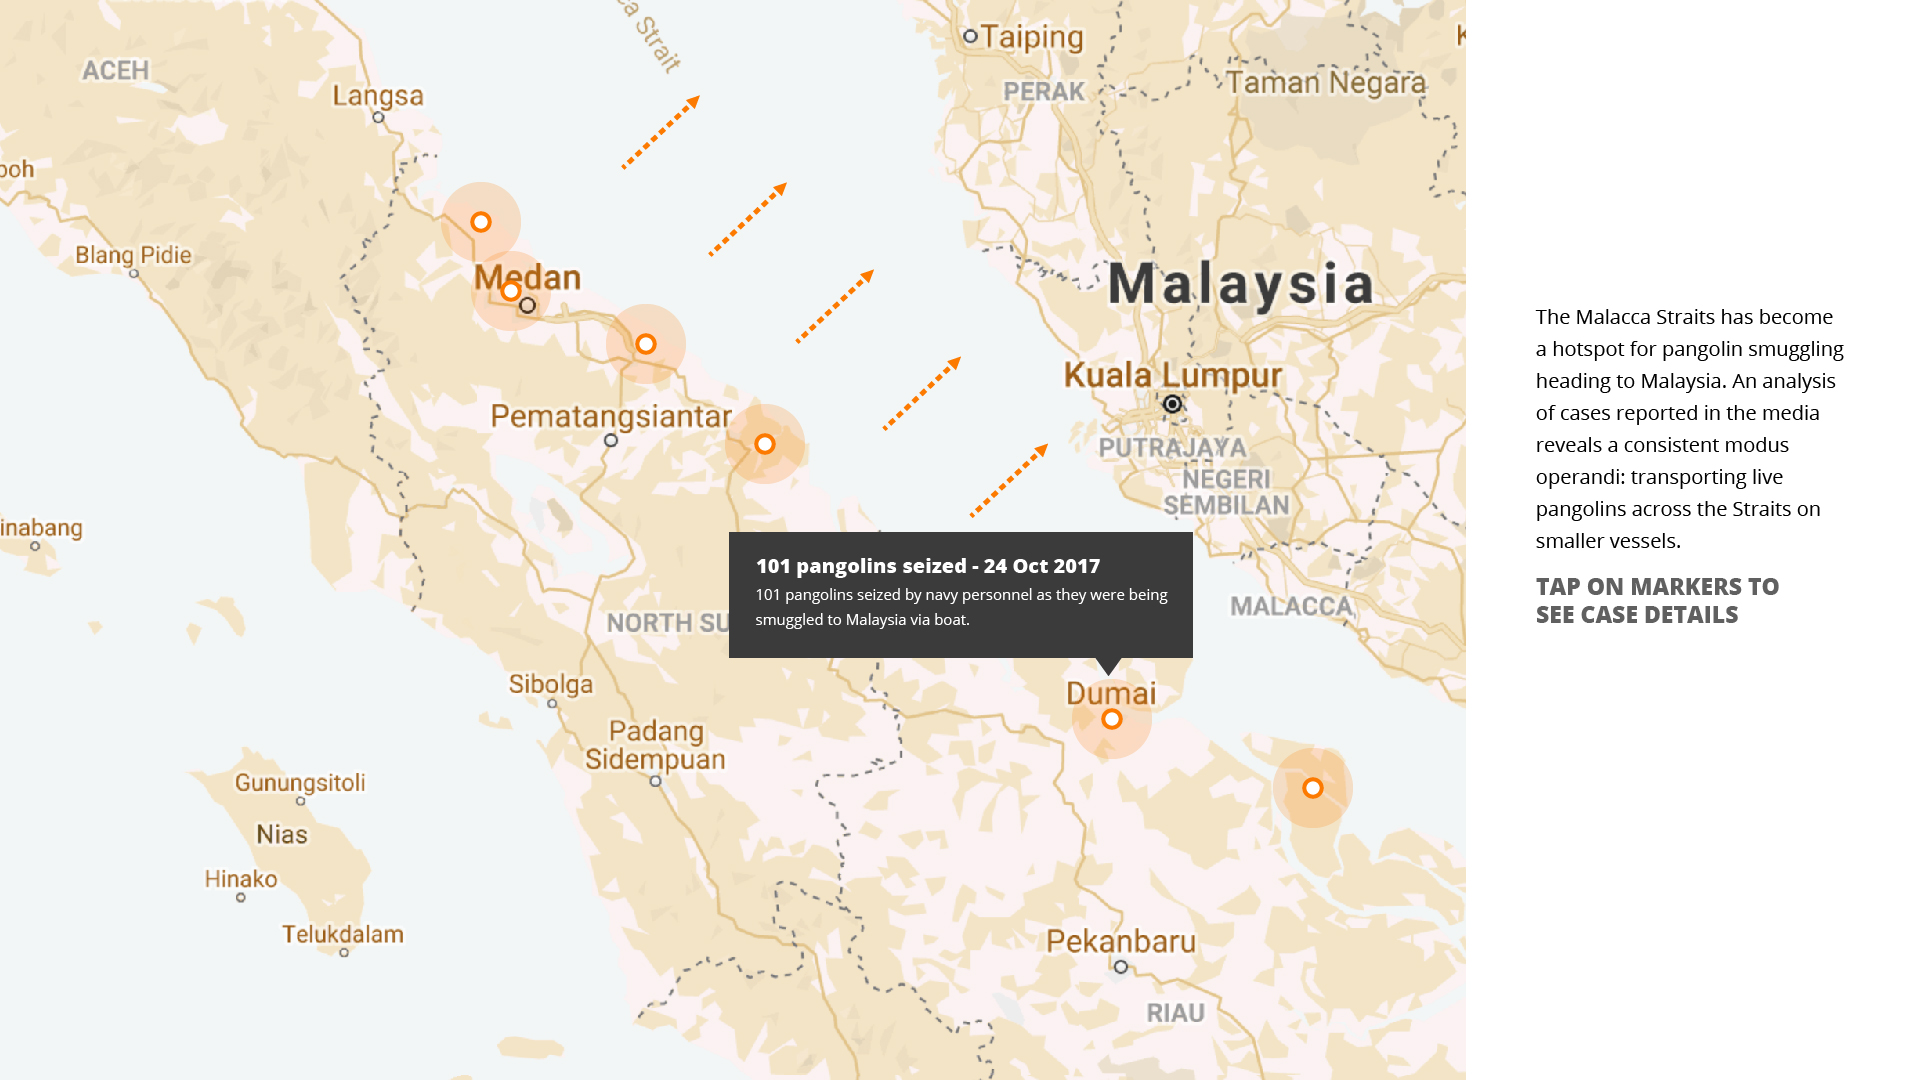 ca Strait
Taiping
ACEH
Taman Negara
PERAK
Langsa
Blang Pidie
Medan
Malaysia
Kuala Lumpur
Pematangsiantar
PUTRAJAYA
NEGERI
SEMBILAN
inabang
101 pangolins seized - 24 Oct 2017
101 pangolins seized by navy personnel as they were being
smuggled to Malaysia via boat.
NORTH SU
MALACCA
Sibolga
Dumai
Padang
Sidempuan
Gunungsitoli
Nias
Hinako
Telukdalam
Pekanbaru
RIAU
The Malacca Straits has become
a hotspot for pangolin smuggling
heading to Malaysia. An analysis
of cases reported in the media
reveals a consistent modus
operandi: transporting live
pangolins across the Straits on
smaller vessels.
TAP ON MARKERS TO
SEE CASE DETAILS